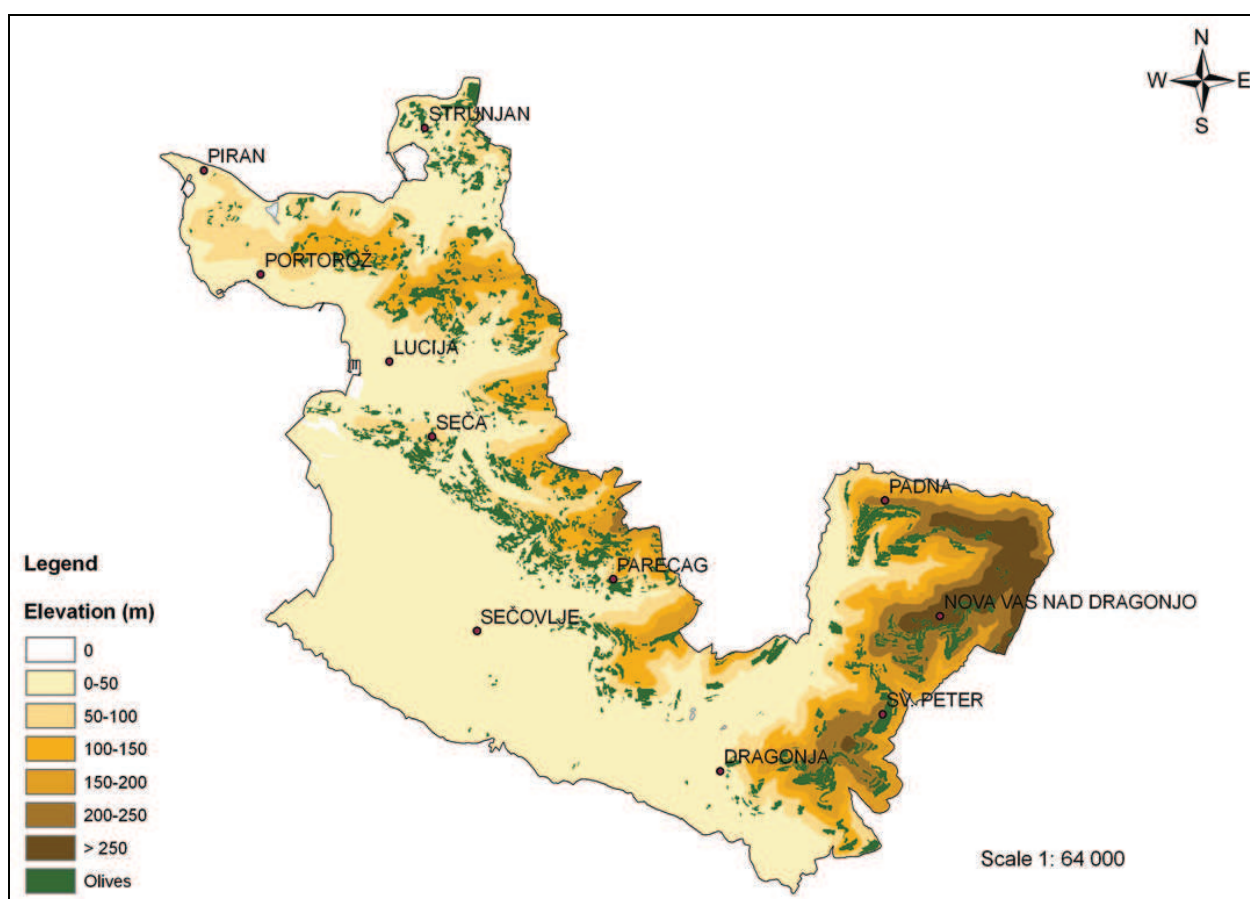 N
W E
S
STRUNJAN
PIRAN
PORTOROŽ
LUCIJA
SEČA
PADNA
PARECAG
NOVA VAS NAD DRAGONJO
SEČOVLJE
SV. PETER
DRAGONJA
Legend
Elevation (m)
0
0-50
50-100
100-150
150-200
200-250
> 250
Olives
Scale 1: 64 000